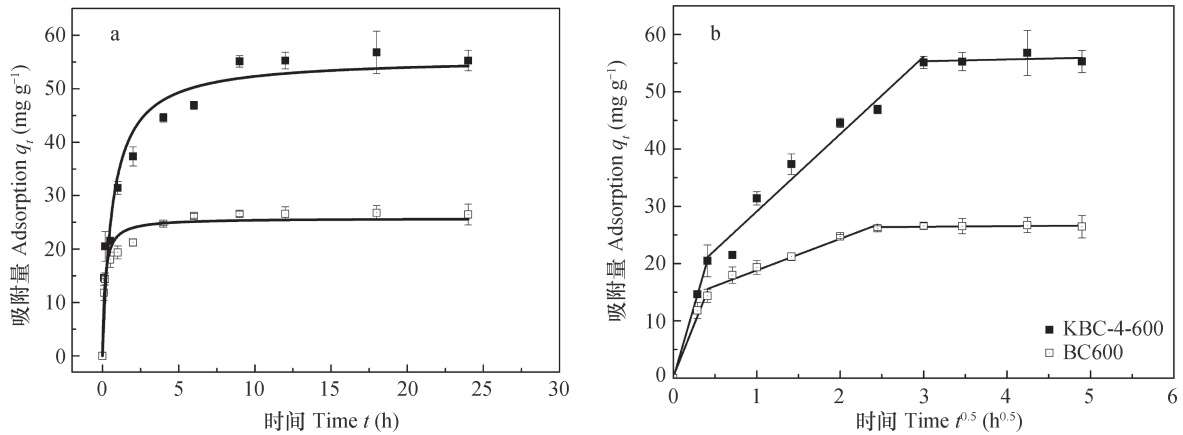 a
60
50
40
30
20
10
0
吸附量 Adsorption qt (mg g−1)
0 5 10 15 20 25 30
时间 Time t (h)
b
60
50
40
30
20
10
0
吸附量 Adsorption qt (mg g−1)
KBC-4-600
BC600
0 1 2 3 4 5 6
时间 Time t0.5 (h0.5)